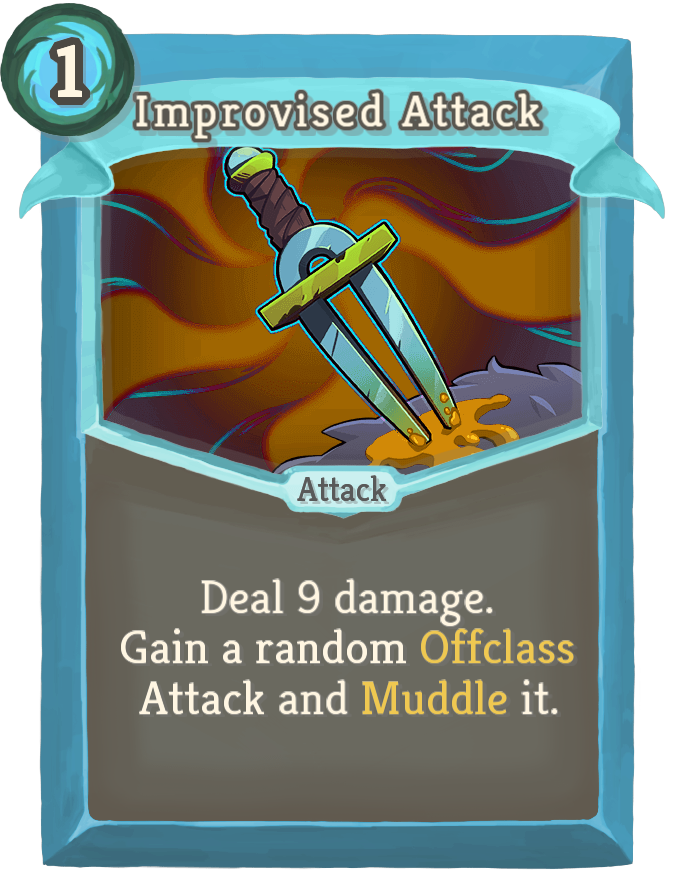 1
Improvised Attack
Attack
Deal 9 damage.
Gain a random Offclass
Attack and Muddle it.